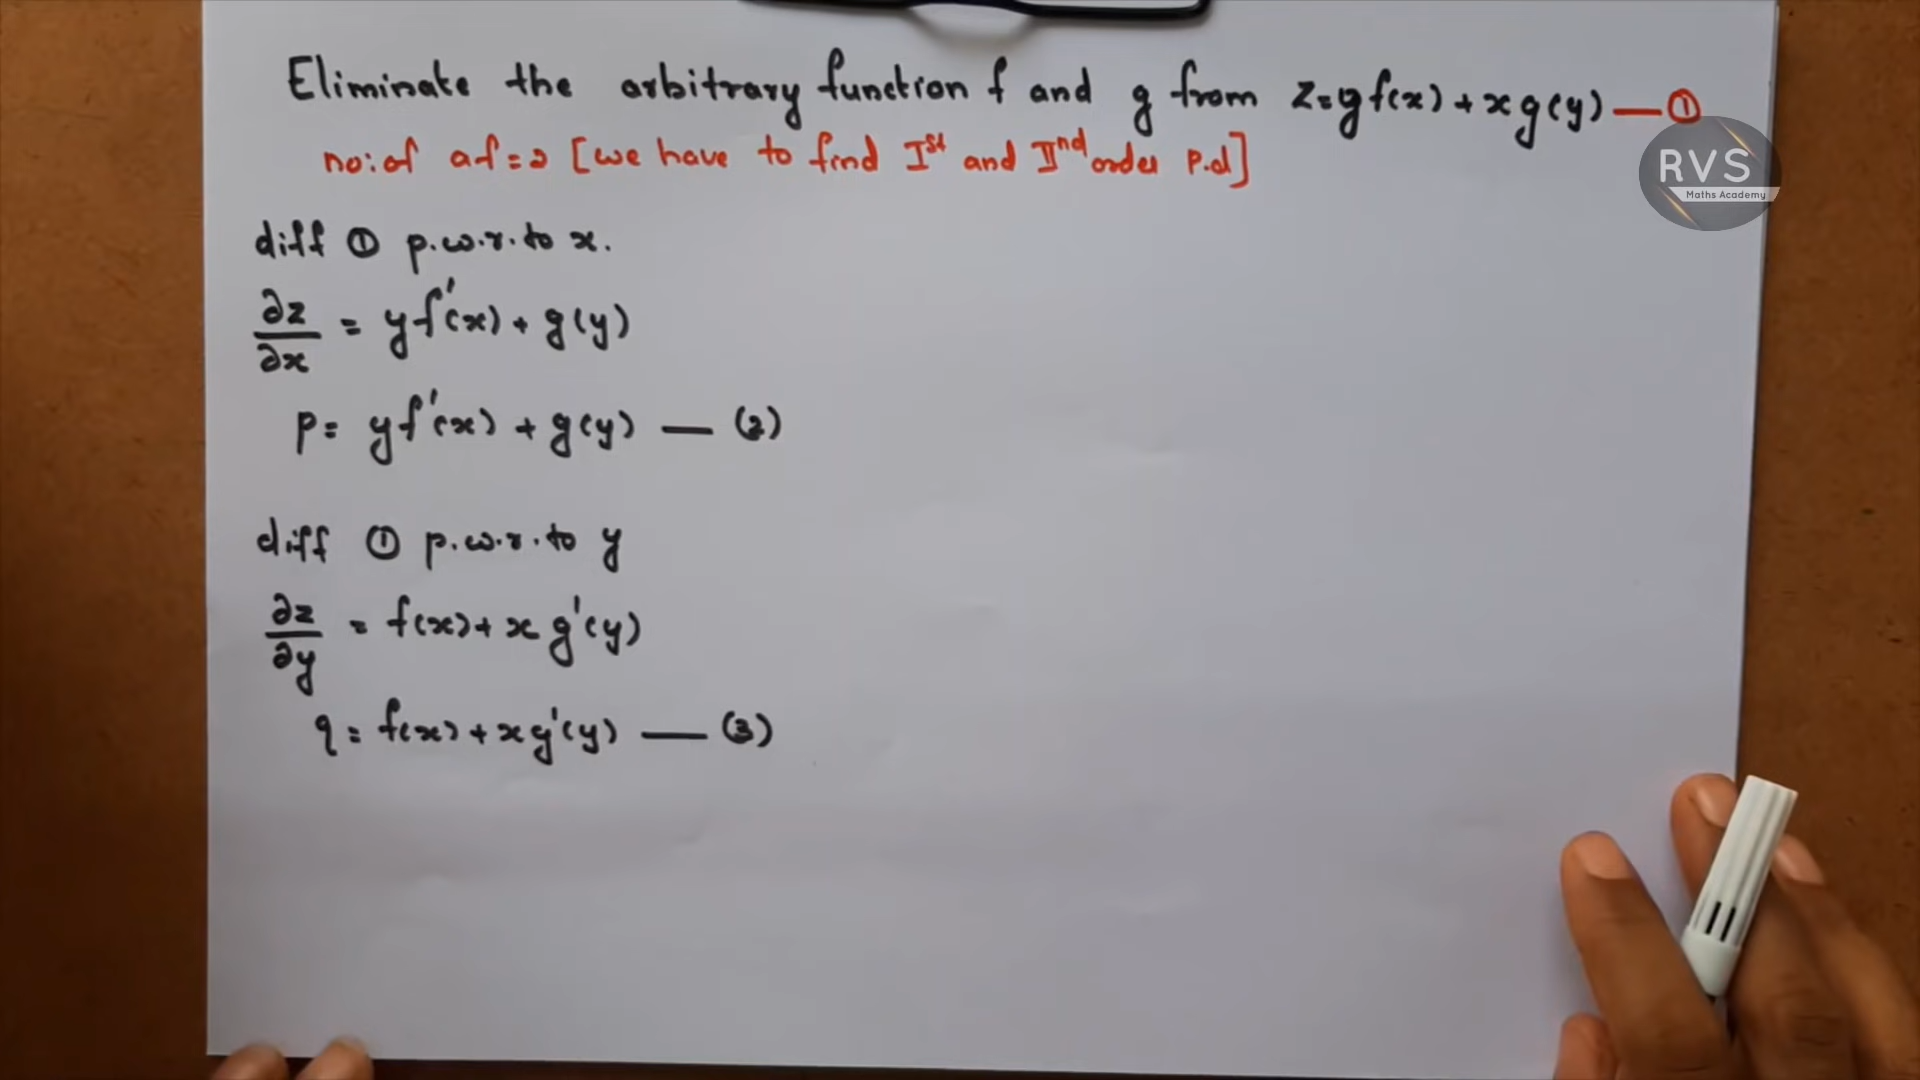 Eliminate the arbitrary function f and g from z=yf(x)+xg(y) — ①
no:of af=2 [we have to find Iˢᵗ and IIⁿᵈ order p.d]
RVS
Maths Academy
diff ① p.w.r.to x.
∂z/∂x = yf'(x)+g(y)
p= yf'(x)+g(y) — (2)
diff ① p.w.r.to y
∂z/∂y = f(x)+xg'(y)
q= f(x)+xg'(y) — (3)